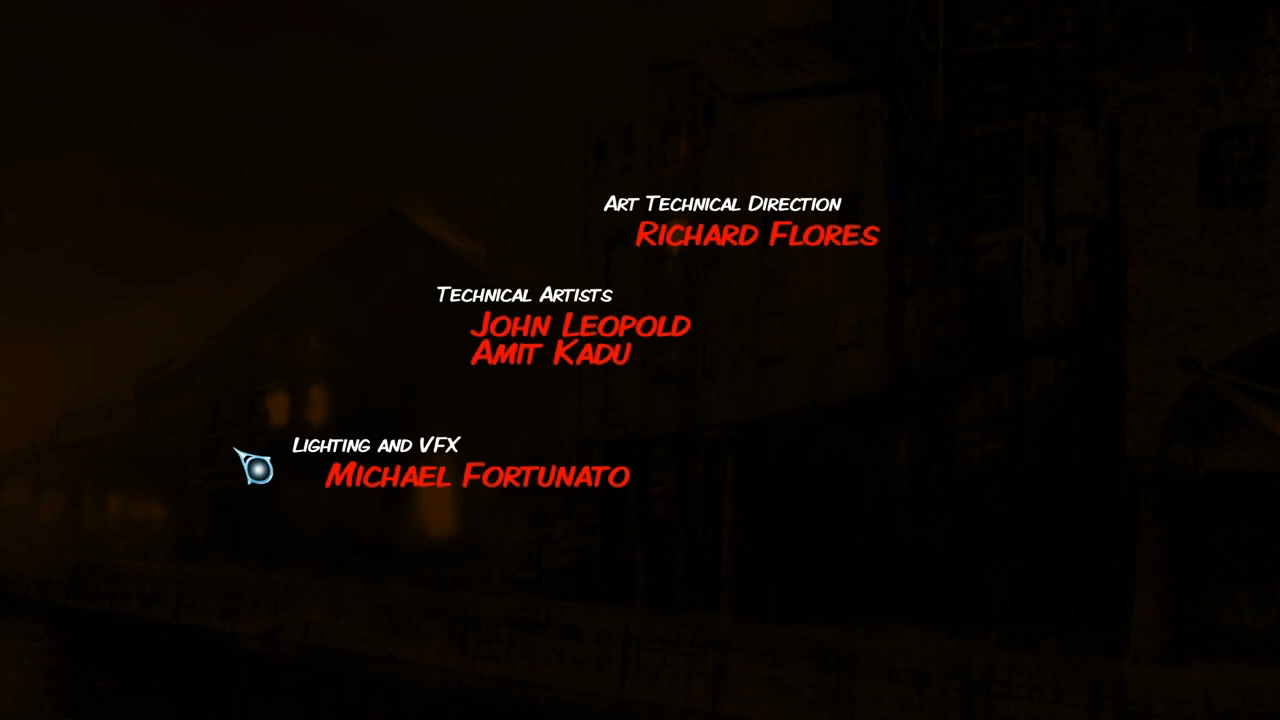 Art Technical Direction
Richard Flores
Technical Artists
John Leopold
Amit Kadu
Lighting and VFX
Michael Fortunato